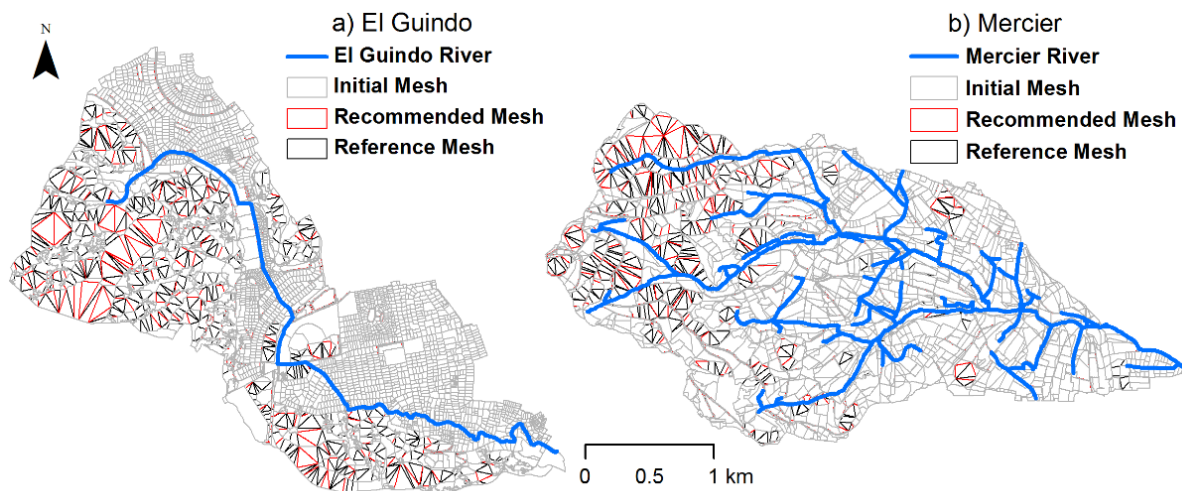 a) El Guindo
N
El Guindo River
Initial Mesh
Recommended Mesh
Reference Mesh
b) Mercier
Mercier River
Initial Mesh
Recommended Mesh
Reference Mesh
0 0.5 1 km